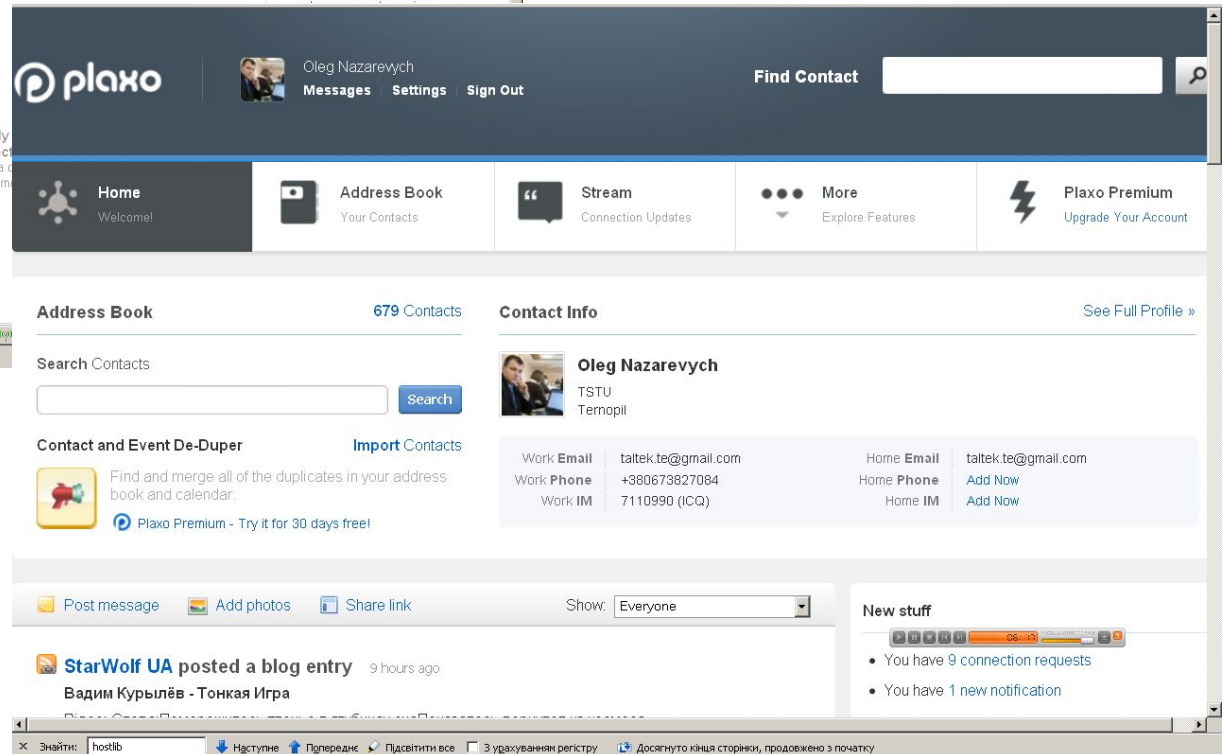 plaxo
Oleg Nazarevych
Messages Settings Sign Out
Find Contact
Home
Welcome!
Address Book
Your Contacts
Stream
Connection Updates
More
Explore Features
Plaxo Premium
Upgrade Your Account
Address Book 679 Contacts
Search Contacts
Search
Contact and Event De-Duper Import Contacts
Find and merge all of the duplicates in your address
book and calendar.
Plaxo Premium - Try it for 30 days free!
Contact Info See Full Profile »
Oleg Nazarevych
TSTU
Ternopil
Work Email taltek.te@gmail.com Home Email taltek.te@gmail.com
Work Phone +380673827084 Home Phone Add Now
Work IM 7110990 (ICQ) Home IM Add Now
Post message Add photos Share link Show: Everyone
StarWolf UA posted a blog entry 9 hours ago
Вадим Курылёв - Тонкая Игра
New stuff
You have 9 connection requests
You have 1 new notification
Знайти: hostlib Наступне Попереднє Підсвітити все З урахуванням регістру Досягнуто кінця сторінки, продовжено з початку